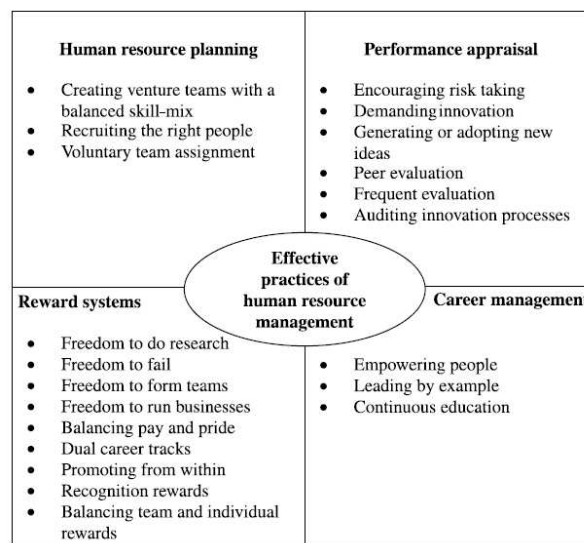 Human resource planning
• Creating venture teams with a
balanced skill-mix
• Recruiting the right people
• Voluntary team assignment
Performance appraisal
• Encouraging risk taking
• Demanding innovation
• Generating or adopting new
ideas
• Peer evaluation
• Frequent evaluation
• Auditing innovation processes
Effective
practices of
human resource
management
Reward systems
• Freedom to do research
• Freedom to fail
• Freedom to form teams
• Freedom to run businesses
• Balancing pay and pride
• Dual career tracks
• Promoting from within
• Recognition rewards
• Balancing team and individual
rewards
Career management
• Empowering people
• Leading by example
• Continuous education